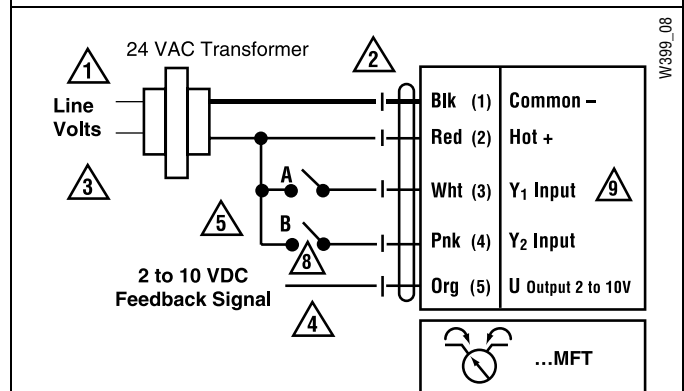 W399_08
24 VAC Transformer
1
2
Line
Volts
3
Blk (1) Common –
Red (2) Hot +
A
Wht (3) Y₁ Input
9
5
B
Pnk (4) Y₂ Input
8
2 to 10 VDC
Feedback Signal
4
Org (5) U Output 2 to 10V
...MFT